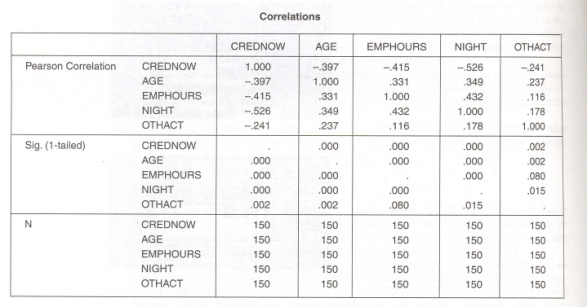 Correlations
CREDNOW AGE EMPHOURS NIGHT OTHACT
Pearson Correlation CREDNOW 1.000 –.397 –.415 –.526 –.241
AGE –.397 1.000 .331 .349 .237
EMPHOURS –.415 .331 1.000 .432 .116
NIGHT –.526 .349 .432 1.000 .178
OTHACT –.241 .237 .116 .178 1.000
Sig. (1-tailed) CREDNOW . .000 .000 .000 .002
AGE .000 . .000 .000 .002
EMPHOURS .000 .000 . .000 .080
NIGHT .000 .000 .000 . .015
OTHACT .002 .002 .080 .015 .
N CREDNOW 150 150 150 150 150
AGE 150 150 150 150 150
EMPHOURS 150 150 150 150 150
NIGHT 150 150 150 150 150
OTHACT 150 150 150 150 150